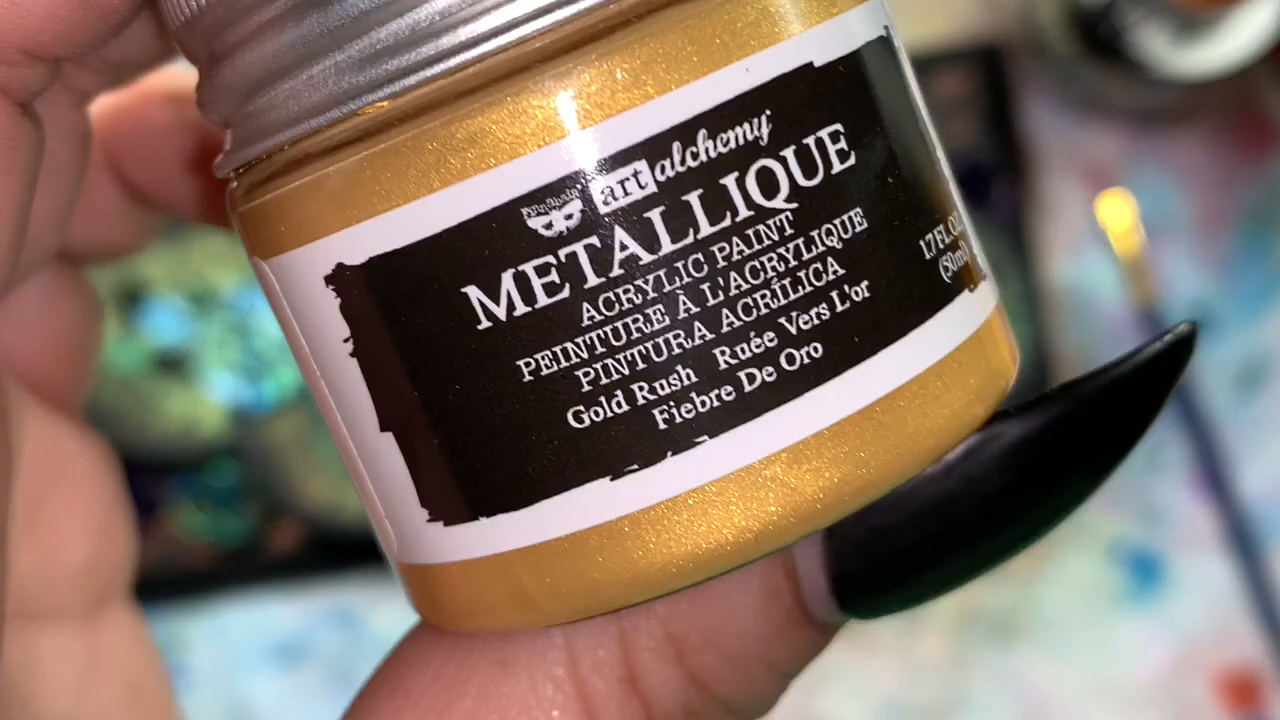 Finnabair
art alchemy
METALLIQUE
ACRYLIC PAINT
PEINTURE À L'ACRYLIQUE
PINTURA ACRÍLICA
Gold Rush Ruée Vers L'or
Fiebre De Oro
1.7 FL OZ
(50ml)